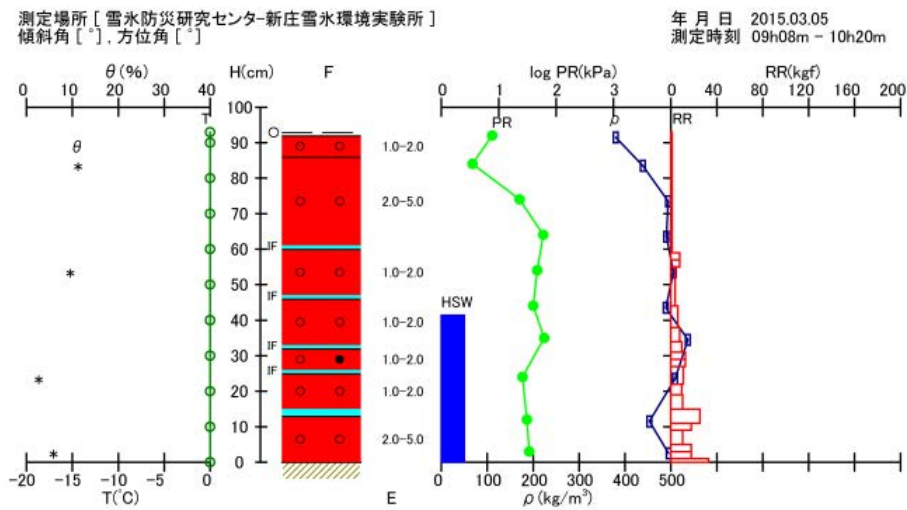 測定場所 [ 雪氷防災研究センター新庄雪氷環境実験所 ]
傾斜角 [ ° ] , 方位角 [ ° ]
年 月 日 2015.03.05
測定時刻 09h08m - 10h20m
θ (%) H(cm) F log PR(kPa) RR(kgf)
0 10 20 30 40 0 1 2 3 4 0 40 80 120 160 200
100
T PR ρ RR
90
θ 1.0-2.0
80
2.0-5.0
70
60 IF
50 1.0-2.0
IF HSW
40 1.0-2.0
IF
30 1.0-2.0
IF
20 1.0-2.0
10
2.0-5.0
0
-20 -15 -10 -5 0 0 100 200 300 400 500
T(°C) E ρ (kg/m³)